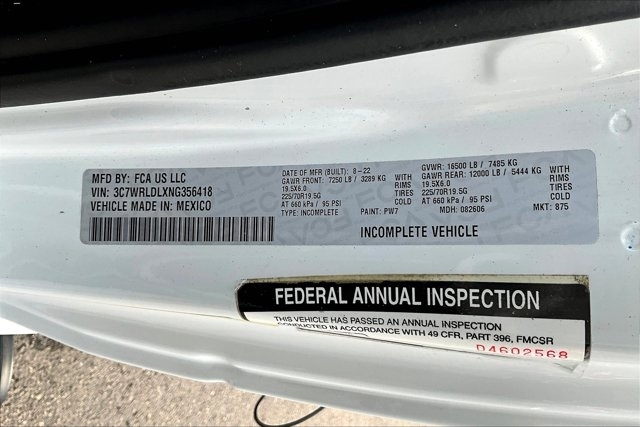 MFD BY: FCA US LLC
VIN: 3C7WRLDLXNG356418
VEHICLE MADE IN: MEXICO
DATE OF MFR (BUILT): 8-22
GAWR FRONT: 7250 LB / 3289 KG
19.5X6.0 RIMS
225/70R19.5G TIRES
AT 660 kPa / 95 PSI COLD
TYPE: INCOMPLETE PAINT: PW7
GVWR: 16500 LB / 7485 KG
GAWR REAR: 12000 LB / 5444 KG
19.5X6.0 RIMS
225/70R19.5G TIRES
AT 660 kPa / 95 PSI COLD
MDH: 082606 MKT: 875
INCOMPLETE VEHICLE
FEDERAL ANNUAL INSPECTION
THIS VEHICLE HAS PASSED AN ANNUAL INSPECTION
CONDUCTED IN ACCORDANCE WITH 49 CFR, PART 396, FMCSR
D4602568